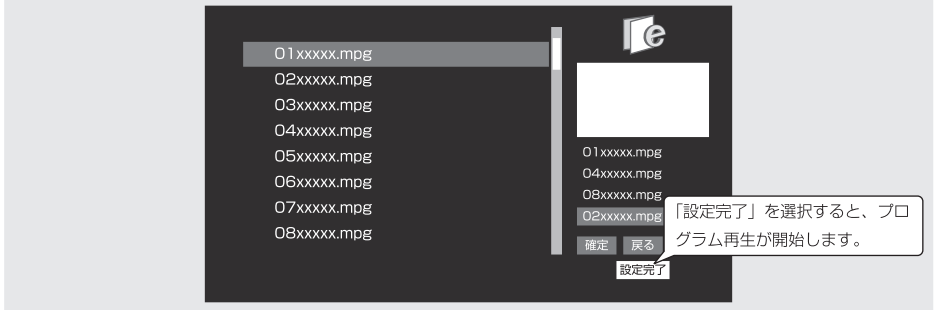 e
01xxxxx.mpg
02xxxxx.mpg
03xxxxx.mpg
04xxxxx.mpg
05xxxxx.mpg
06xxxxx.mpg
07xxxxx.mpg
08xxxxx.mpg
01xxxxx.mpg
04xxxxx.mpg
08xxxxx.mpg
02xxxxx.mpg
確定 戻る
設定完了
「設定完了」を選択すると、プロ
グラム再生が開始します。